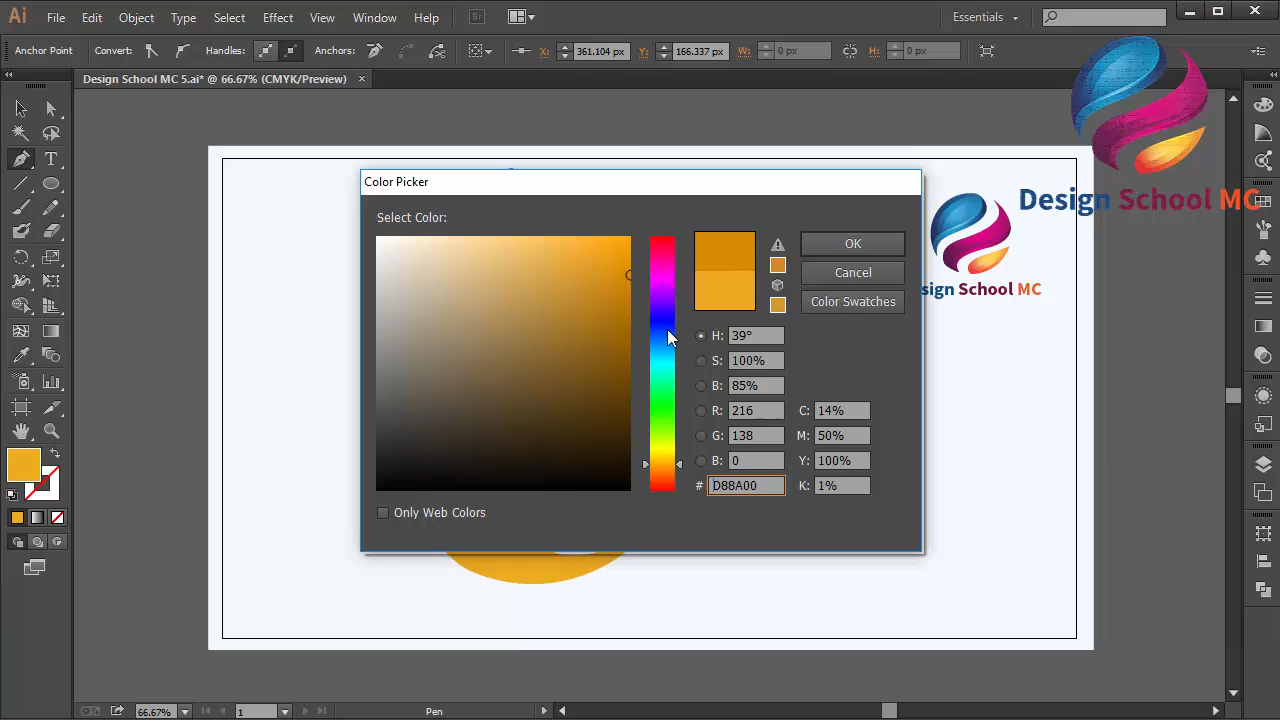 Ai File Edit Object Type Select Effect View Window Help Br Essentials
Anchor Point Convert: Handles: Anchors: X: 361.104 px Y: 166.337 px W: 0 px H: 0 px
Design School MC 5.ai* @ 66.67% (CMYK/Preview)
Design School MC
sign School MC
Color Picker
Select Color:
OK
Cancel
Color Swatches
H: 39°
S: 100%
B: 85%
R: 216 C: 14%
G: 138 M: 50%
B: 0 Y: 100%
# D88A00 K: 1%
Only Web Colors
T
66.67% 1 Pen